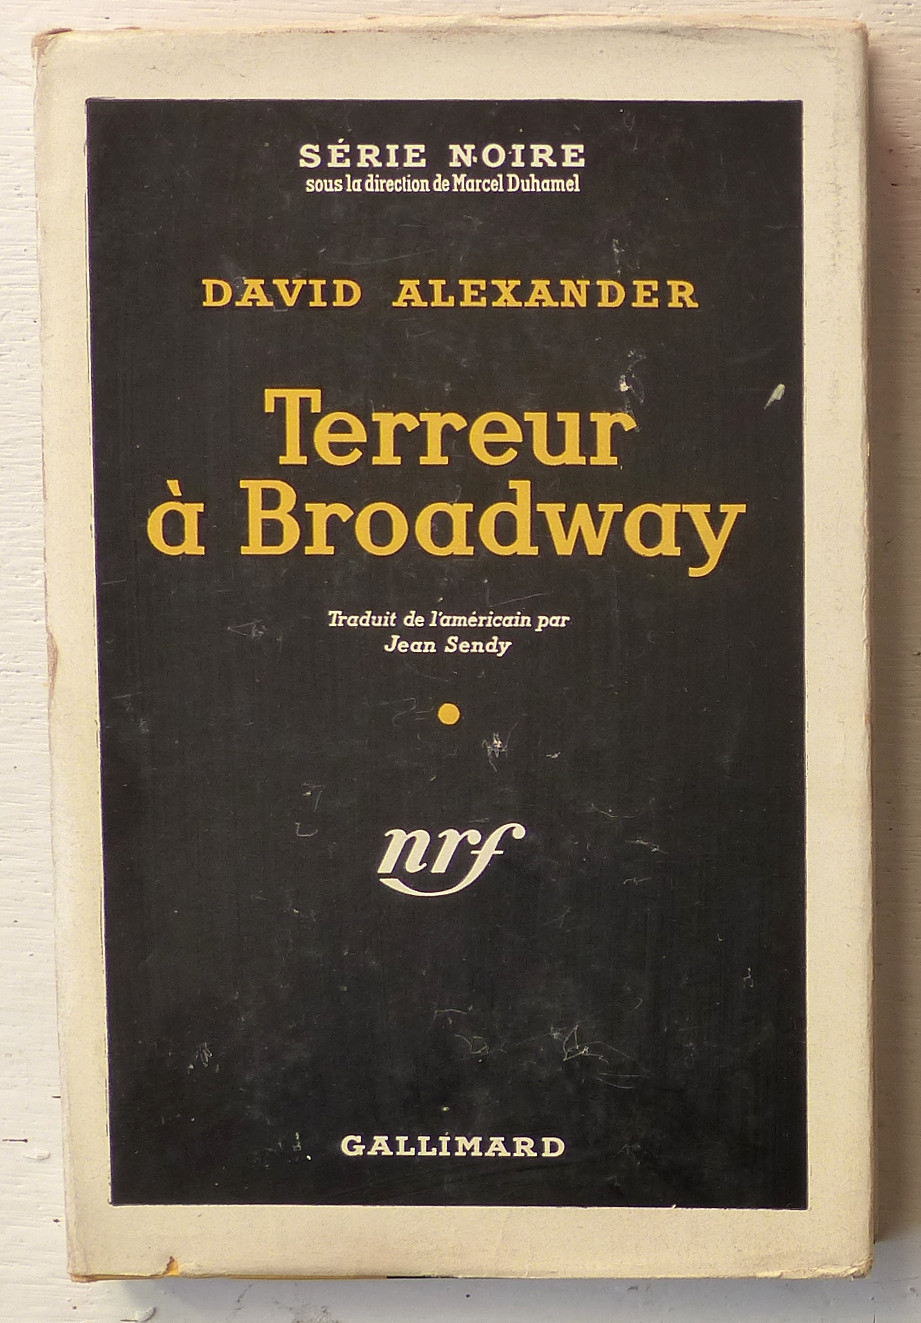 SÉRIE NOIRE
sous la direction de Marcel Duhamel
DAVID ALEXANDER
Terreur
à Broadway
Traduit de l'américain par
Jean Sendy
nrf
GALLIMARD